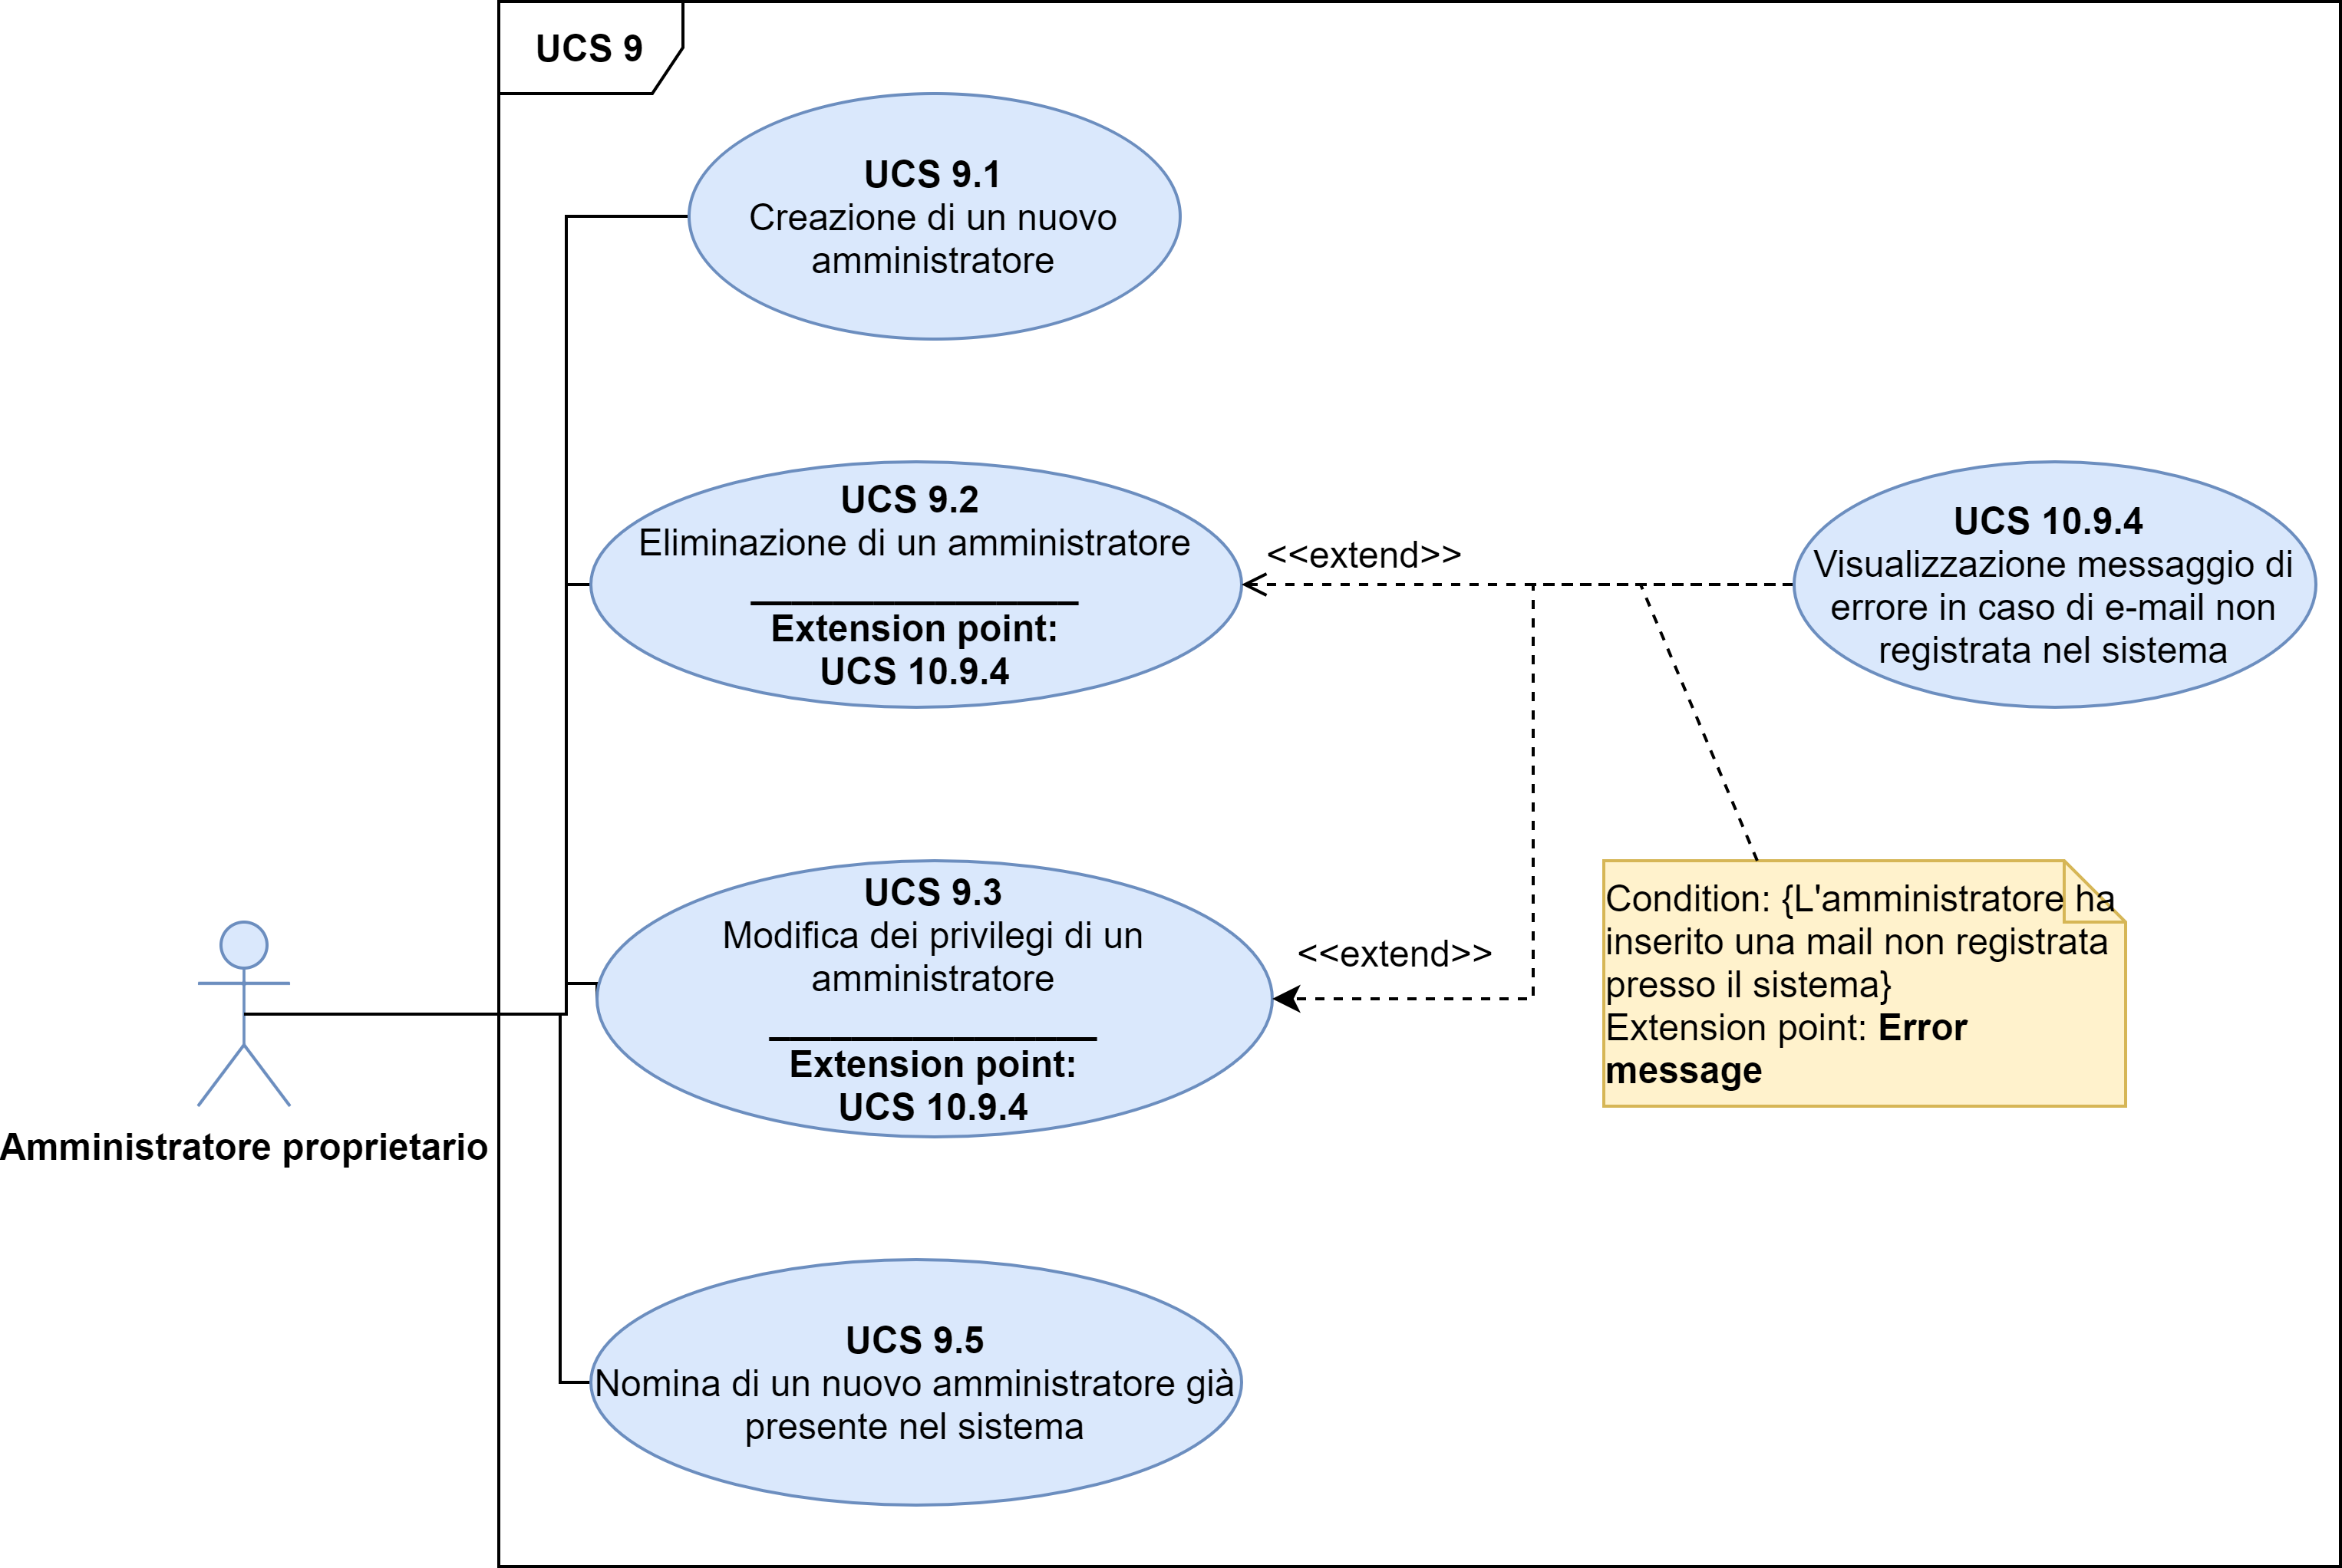 UCS 9
UCS 9.1
Creazione di un nuovo
amministratore
UCS 9.2
Eliminazione di un amministratore
Extension point:
UCS 10.9.4
<<extend>>
UCS 10.9.4
Visualizzazione messaggio di
errore in caso di e-mail non
registrata nel sistema
UCS 9.3
Modifica dei privilegi di un
amministratore
Extension point:
UCS 10.9.4
<<extend>>
Condition: {L'amministratore ha
inserito una mail non registrata
presso il sistema}
Extension point: Error
message
Amministratore proprietario
UCS 9.5
Nomina di un nuovo amministratore già
presente nel sistema